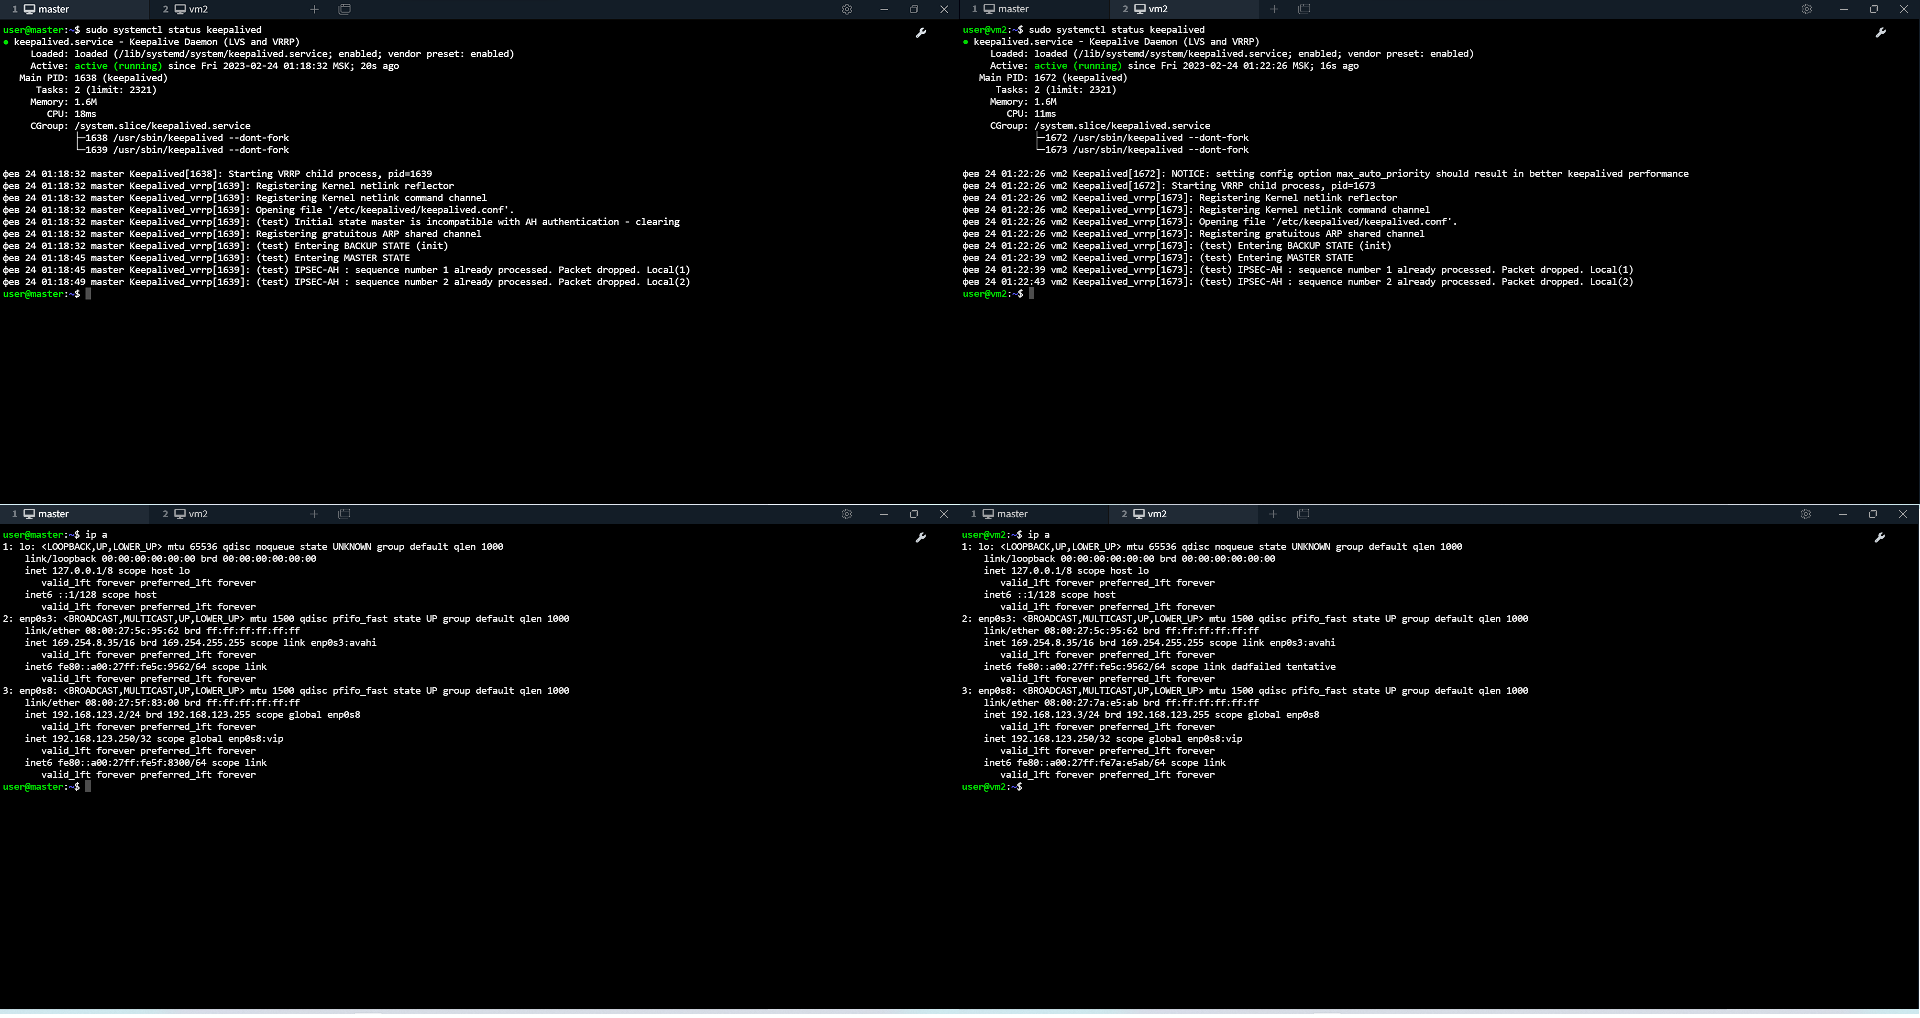 1 master
2 vm2
user@master:~$ sudo systemctl status keepalived
● keepalived.service - Keepalive Daemon (LVS and VRRP)
Loaded: loaded (/lib/systemd/system/keepalived.service; enabled; vendor preset: enabled)
Active: active (running) since Fri 2023-02-24 01:18:32 MSK; 20s ago
Main PID: 1638 (keepalived)
Tasks: 2 (limit: 2321)
Memory: 1.6M
CPU: 18ms
CGroup: /system.slice/keepalived.service
├─1638 /usr/sbin/keepalived --dont-fork
└─1639 /usr/sbin/keepalived --dont-fork
фев 24 01:18:32 master Keepalived[1638]: Starting VRRP child process, pid=1639
фев 24 01:18:32 master Keepalived_vrrp[1639]: Registering Kernel netlink reflector
фев 24 01:18:32 master Keepalived_vrrp[1639]: Registering Kernel netlink command channel
фев 24 01:18:32 master Keepalived_vrrp[1639]: Opening file '/etc/keepalived/keepalived.conf'.
фев 24 01:18:32 master Keepalived_vrrp[1639]: (test) Initial state master is incompatible with AH authentication - clearing
фев 24 01:18:32 master Keepalived_vrrp[1639]: Registering gratuitous ARP shared channel
фев 24 01:18:32 master Keepalived_vrrp[1639]: (test) Entering BACKUP STATE (init)
фев 24 01:18:45 master Keepalived_vrrp[1639]: (test) Entering MASTER STATE
фев 24 01:18:45 master Keepalived_vrrp[1639]: (test) IPSEC-AH : sequence number 1 already processed. Packet dropped. Local(1)
фев 24 01:18:49 master Keepalived_vrrp[1639]: (test) IPSEC-AH : sequence number 2 already processed. Packet dropped. Local(2)
user@master:~$
1 master
2 vm2
user@vm2:~$ sudo systemctl status keepalived
● keepalived.service - Keepalive Daemon (LVS and VRRP)
Loaded: loaded (/lib/systemd/system/keepalived.service; enabled; vendor preset: enabled)
Active: active (running) since Fri 2023-02-24 01:22:26 MSK; 16s ago
Main PID: 1672 (keepalived)
Tasks: 2 (limit: 2321)
Memory: 1.6M
CPU: 11ms
CGroup: /system.slice/keepalived.service
├─1672 /usr/sbin/keepalived --dont-fork
└─1673 /usr/sbin/keepalived --dont-fork
фев 24 01:22:26 vm2 Keepalived[1672]: NOTICE: setting config option max_auto_priority should result in better keepalived performance
фев 24 01:22:26 vm2 Keepalived[1672]: Starting VRRP child process, pid=1673
фев 24 01:22:26 vm2 Keepalived_vrrp[1673]: Registering Kernel netlink reflector
фев 24 01:22:26 vm2 Keepalived_vrrp[1673]: Registering Kernel netlink command channel
фев 24 01:22:26 vm2 Keepalived_vrrp[1673]: Opening file '/etc/keepalived/keepalived.conf'.
фев 24 01:22:26 vm2 Keepalived_vrrp[1673]: Registering gratuitous ARP shared channel
фев 24 01:22:26 vm2 Keepalived_vrrp[1673]: (test) Entering BACKUP STATE (init)
фев 24 01:22:39 vm2 Keepalived_vrrp[1673]: (test) Entering MASTER STATE
фев 24 01:22:39 vm2 Keepalived_vrrp[1673]: (test) IPSEC-AH : sequence number 1 already processed. Packet dropped. Local(1)
фев 24 01:22:43 vm2 Keepalived_vrrp[1673]: (test) IPSEC-AH : sequence number 2 already processed. Packet dropped. Local(2)
user@vm2:~$
1 master
2 vm2
user@master:~$ ip a
1: lo: <LOOPBACK,UP,LOWER_UP> mtu 65536 qdisc noqueue state UNKNOWN group default qlen 1000
link/loopback 00:00:00:00:00:00 brd 00:00:00:00:00:00
inet 127.0.0.1/8 scope host lo
valid_lft forever preferred_lft forever
inet6 ::1/128 scope host
valid_lft forever preferred_lft forever
2: enp0s3: <BROADCAST,MULTICAST,UP,LOWER_UP> mtu 1500 qdisc pfifo_fast state UP group default qlen 1000
link/ether 08:00:27:5c:95:62 brd ff:ff:ff:ff:ff:ff
inet 169.254.8.35/16 brd 169.254.255.255 scope link enp0s3:avahi
valid_lft forever preferred_lft forever
inet6 fe80::a00:27ff:fe5c:9562/64 scope link
valid_lft forever preferred_lft forever
3: enp0s8: <BROADCAST,MULTICAST,UP,LOWER_UP> mtu 1500 qdisc pfifo_fast state UP group default qlen 1000
link/ether 08:00:27:5f:83:00 brd ff:ff:ff:ff:ff:ff
inet 192.168.123.2/24 brd 192.168.123.255 scope global enp0s8
valid_lft forever preferred_lft forever
inet 192.168.123.250/32 scope global enp0s8:vip
valid_lft forever preferred_lft forever
inet6 fe80::a00:27ff:fe5f:8300/64 scope link
valid_lft forever preferred_lft forever
user@master:~$
1 master
2 vm2
user@vm2:~$ ip a
1: lo: <LOOPBACK,UP,LOWER_UP> mtu 65536 qdisc noqueue state UNKNOWN group default qlen 1000
link/loopback 00:00:00:00:00:00 brd 00:00:00:00:00:00
inet 127.0.0.1/8 scope host lo
valid_lft forever preferred_lft forever
inet6 ::1/128 scope host
valid_lft forever preferred_lft forever
2: enp0s3: <BROADCAST,MULTICAST,UP,LOWER_UP> mtu 1500 qdisc pfifo_fast state UP group default qlen 1000
link/ether 08:00:27:5c:95:62 brd ff:ff:ff:ff:ff:ff
inet 169.254.8.35/16 brd 169.254.255.255 scope link enp0s3:avahi
valid_lft forever preferred_lft forever
inet6 fe80::a00:27ff:fe5c:9562/64 scope link dadfailed tentative
valid_lft forever preferred_lft forever
3: enp0s8: <BROADCAST,MULTICAST,UP,LOWER_UP> mtu 1500 qdisc pfifo_fast state UP group default qlen 1000
link/ether 08:00:27:7a:e5:ab brd ff:ff:ff:ff:ff:ff
inet 192.168.123.3/24 brd 192.168.123.255 scope global enp0s8
valid_lft forever preferred_lft forever
inet 192.168.123.250/32 scope global enp0s8:vip
valid_lft forever preferred_lft forever
inet6 fe80::a00:27ff:fe7a:e5ab/64 scope link
valid_lft forever preferred_lft forever
user@vm2:~$